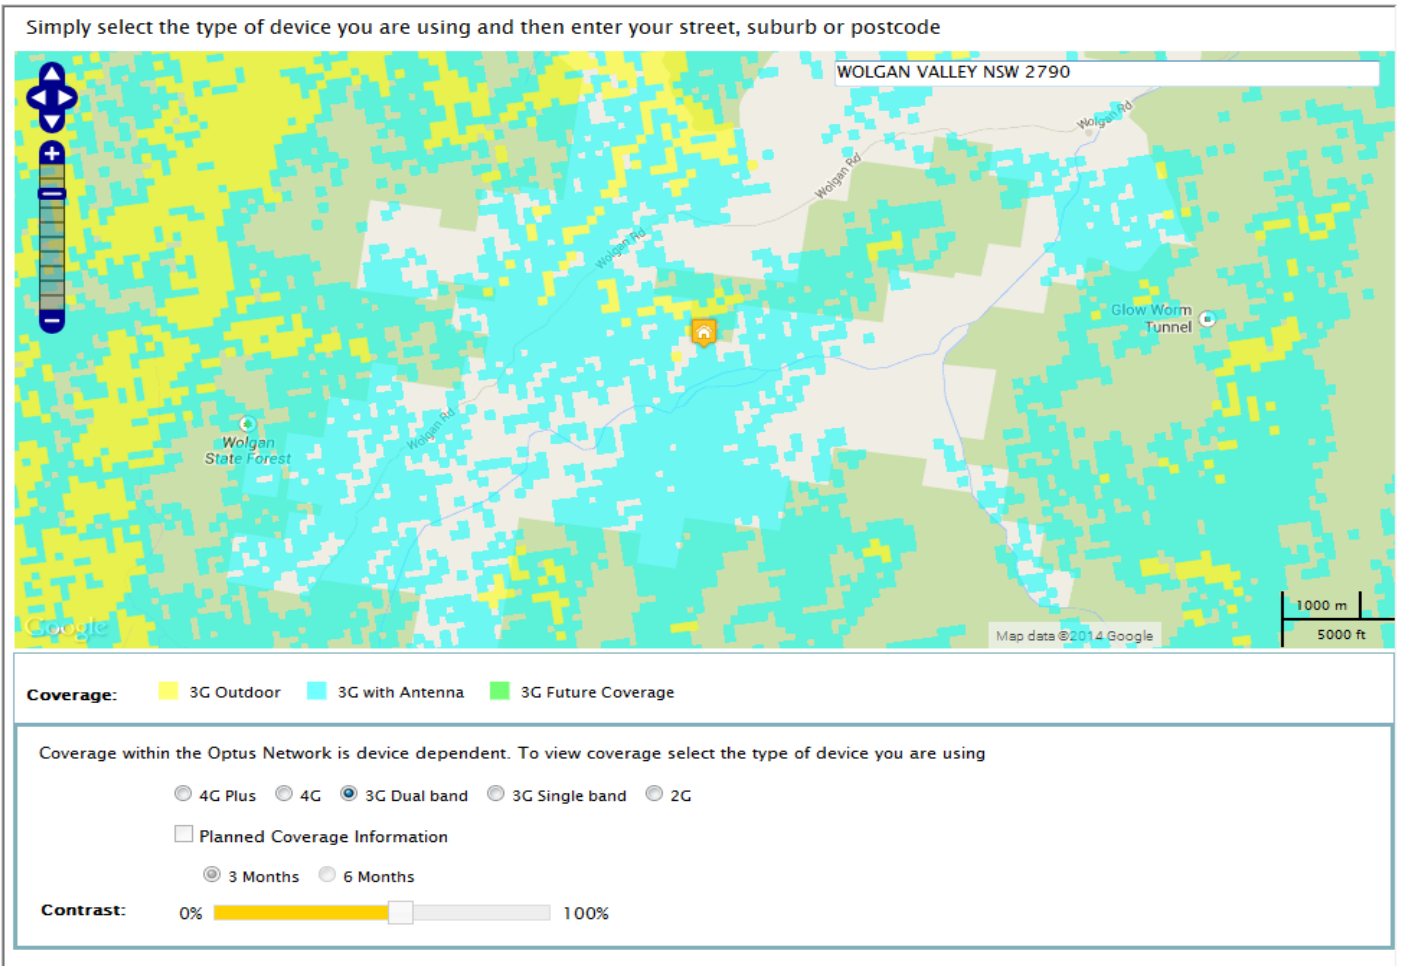 Simply select the type of device you are using and then enter your street, suburb or postcode
WOLGAN VALLEY NSW 2790
Wolgan Rd
Wolgan Rd
Wolgan Rd
Glow Worm
Tunnel
Wolgan Rd
Wolgan
State Forest
1000 m
5000 ft
Google
Map data ©2014 Google
Coverage: 3G Outdoor 3G with Antenna 3G Future Coverage
Coverage within the Optus Network is device dependent. To view coverage select the type of device you are using
4G Plus 4G 3G Dual band 3G Single band 2G
Planned Coverage Information
3 Months 6 Months
Contrast: 0% 100%